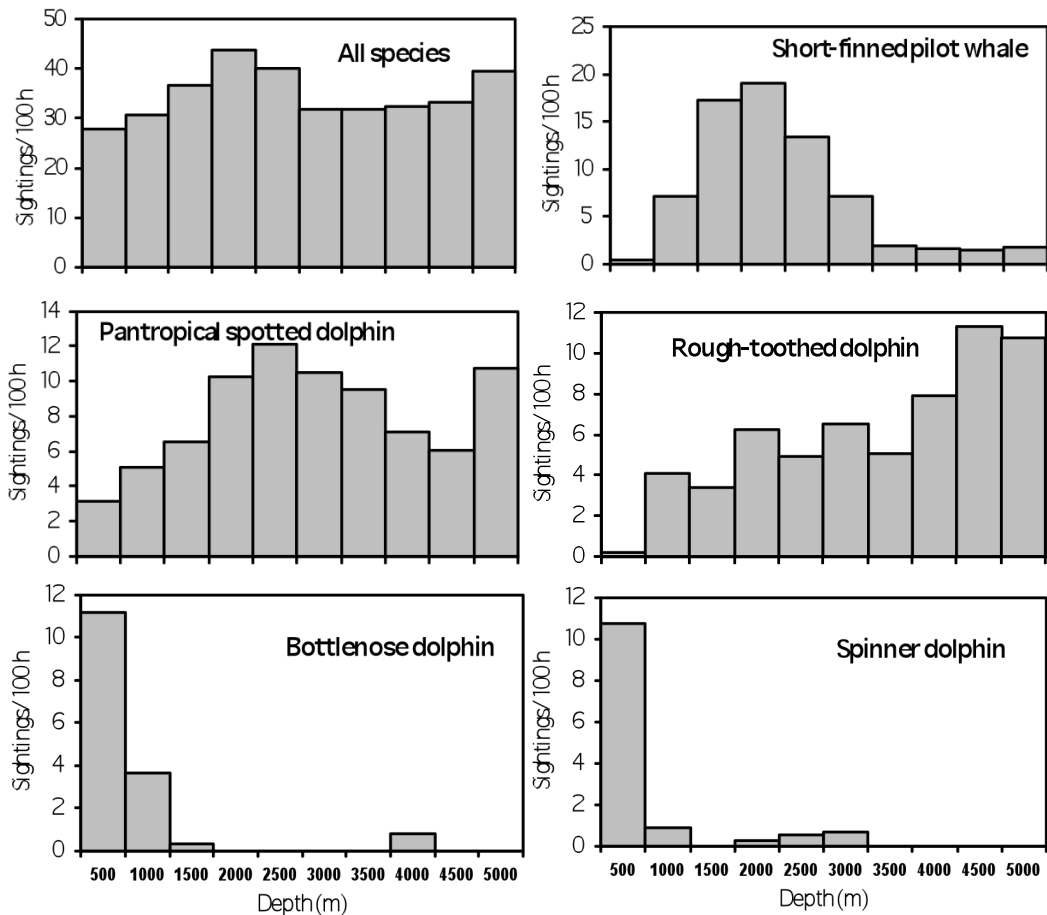 All species
Sightings/100h
50
40
30
20
10
0
Short-finned pilot whale
25
20
15
10
5
0
Pantropical spotted dolphin
Sightings/100h
14
12
10
8
6
4
2
0
Rough-toothed dolphin
Sightings/100h
12
10
8
6
4
2
0
Bottlenose dolphin
Sightings/100h
12
10
8
6
4
2
0
500 1000 1500 2000 2500 3000 3500 4000 4500 5000
Depth (m)
Spinner dolphin
Sightings/100h
12
10
8
6
4
2
0
500 1000 1500 2000 2500 3000 3500 4000 4500 5000
Depth (m)